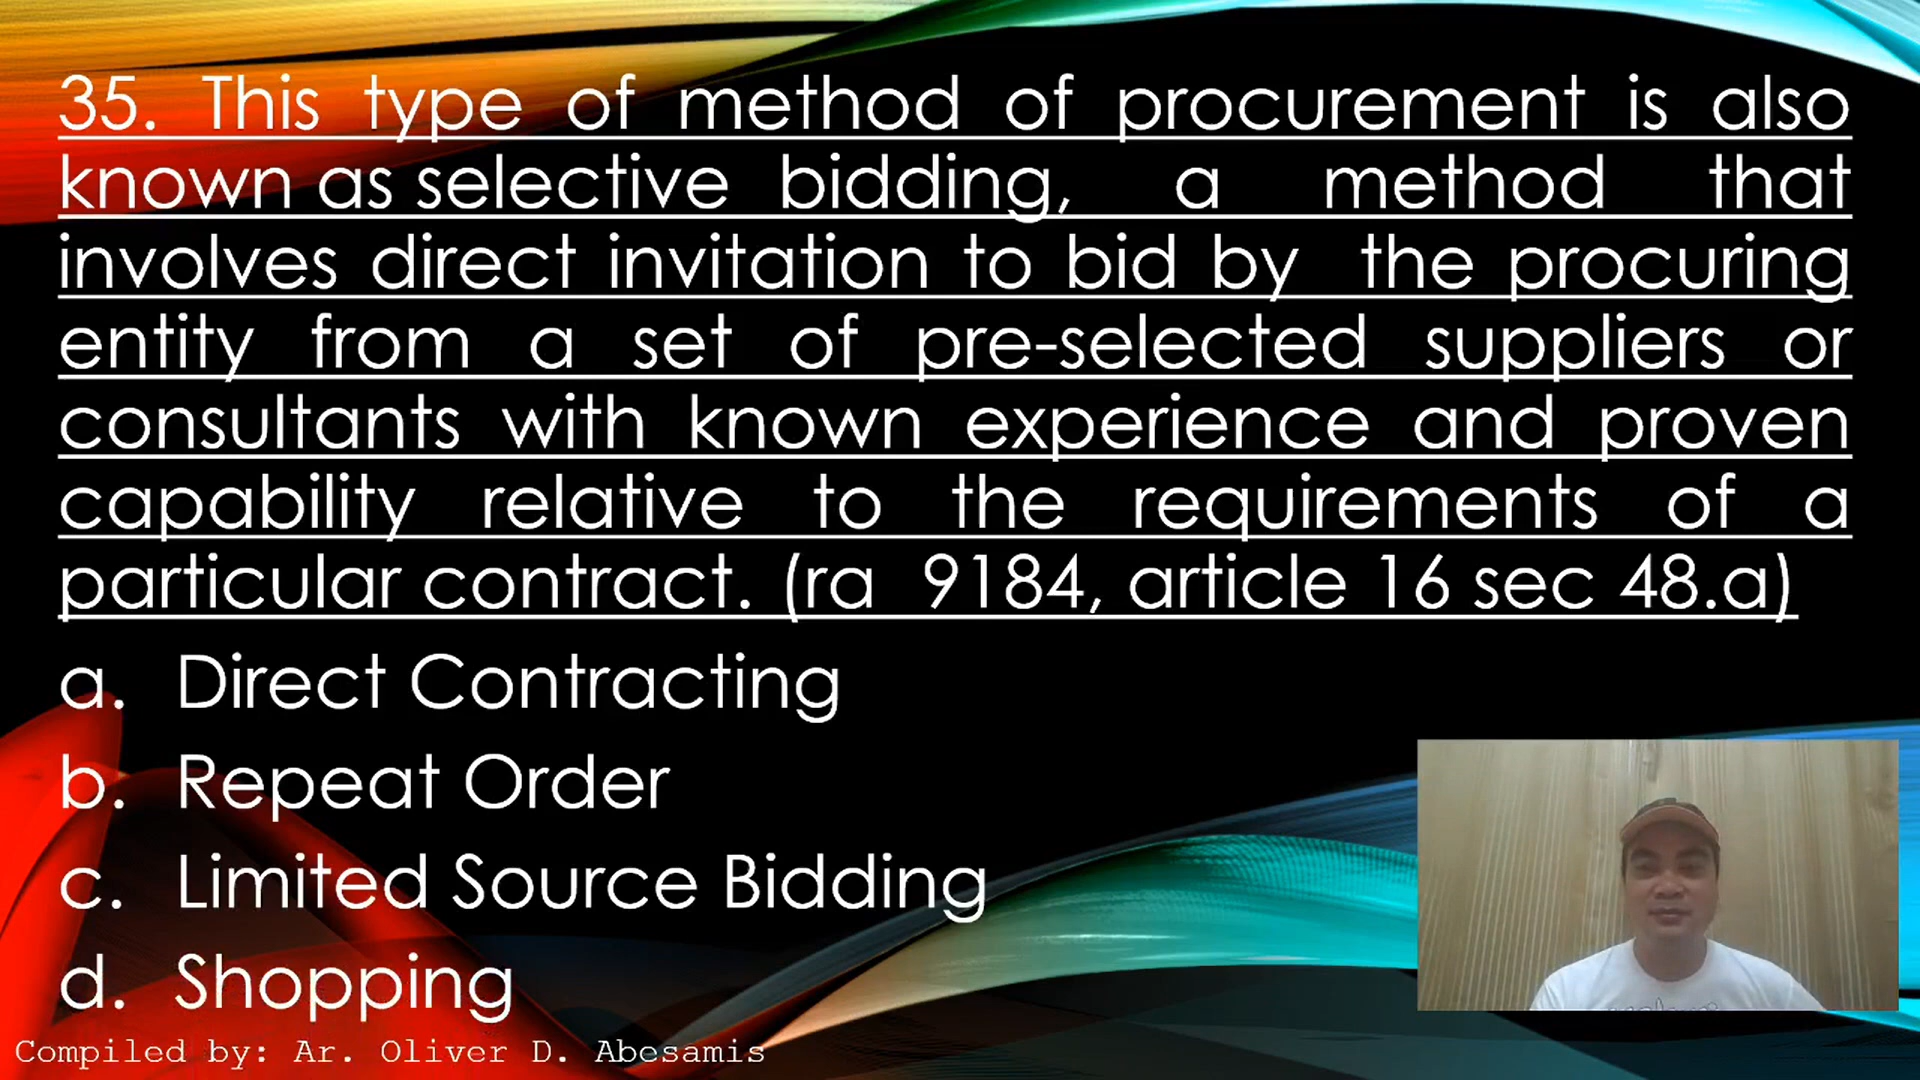 35. This type of method of procurement is also
known as selective bidding, a method that
involves direct invitation to bid by the procuring
entity from a set of pre-selected suppliers or
consultants with known experience and proven
capability relative to the requirements of a
particular contract. (ra 9184, article 16 sec 48.a)
a. Direct Contracting
b. Repeat Order
c. Limited Source Bidding
d. Shopping
Compiled by: Ar. Oliver D. Abesamis